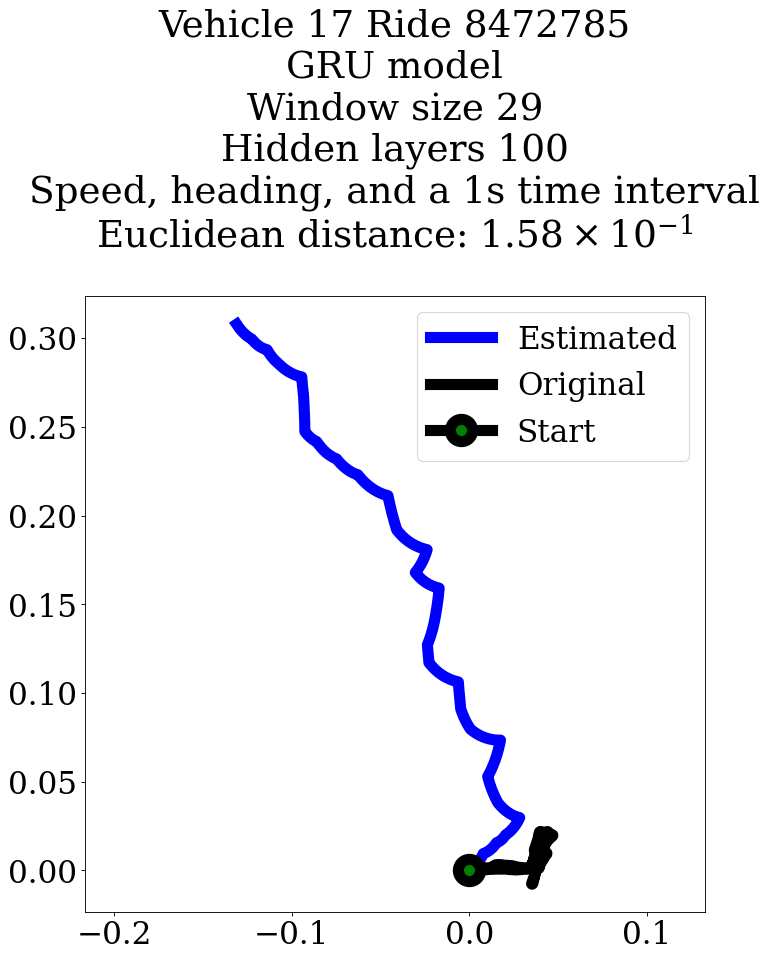 Vehicle 17 Ride 8472785
GRU model
Window size 29
Hidden layers 100
Speed, heading, and a 1s time interval
Euclidean distance: 1.58 × 10⁻¹
Estimated
Original
Start
0.30
0.25
0.20
0.15
0.10
0.05
0.00
−0.2 −0.1 0.0 0.1